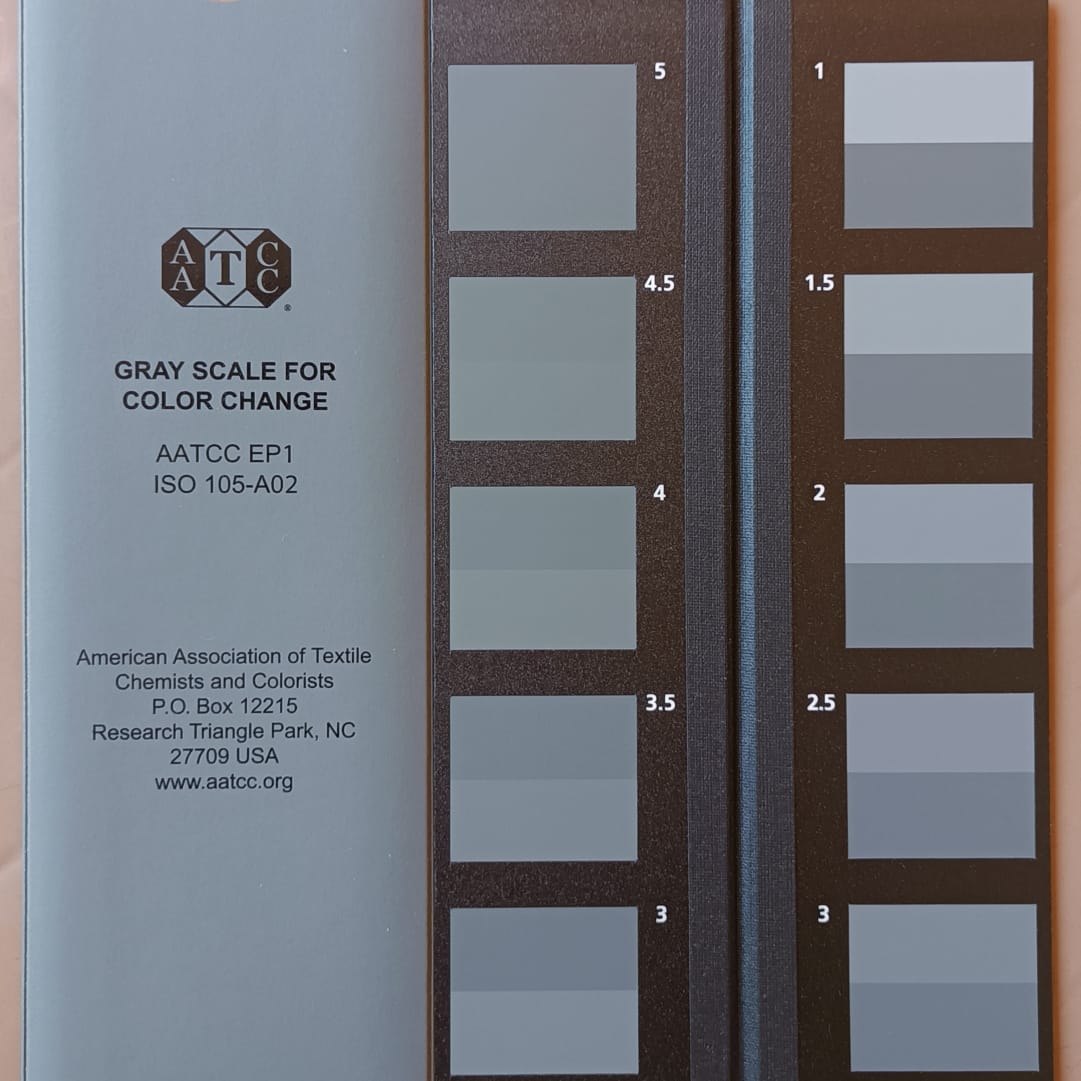 A A T C C ®
GRAY SCALE FOR
COLOR CHANGE
AATCC EP1
ISO 105-A02
American Association of Textile
Chemists and Colorists
P.O. Box 12215
Research Triangle Park, NC
27709 USA
www.aatcc.org
5
4.5
4
3.5
3
1
1.5
2
2.5
3